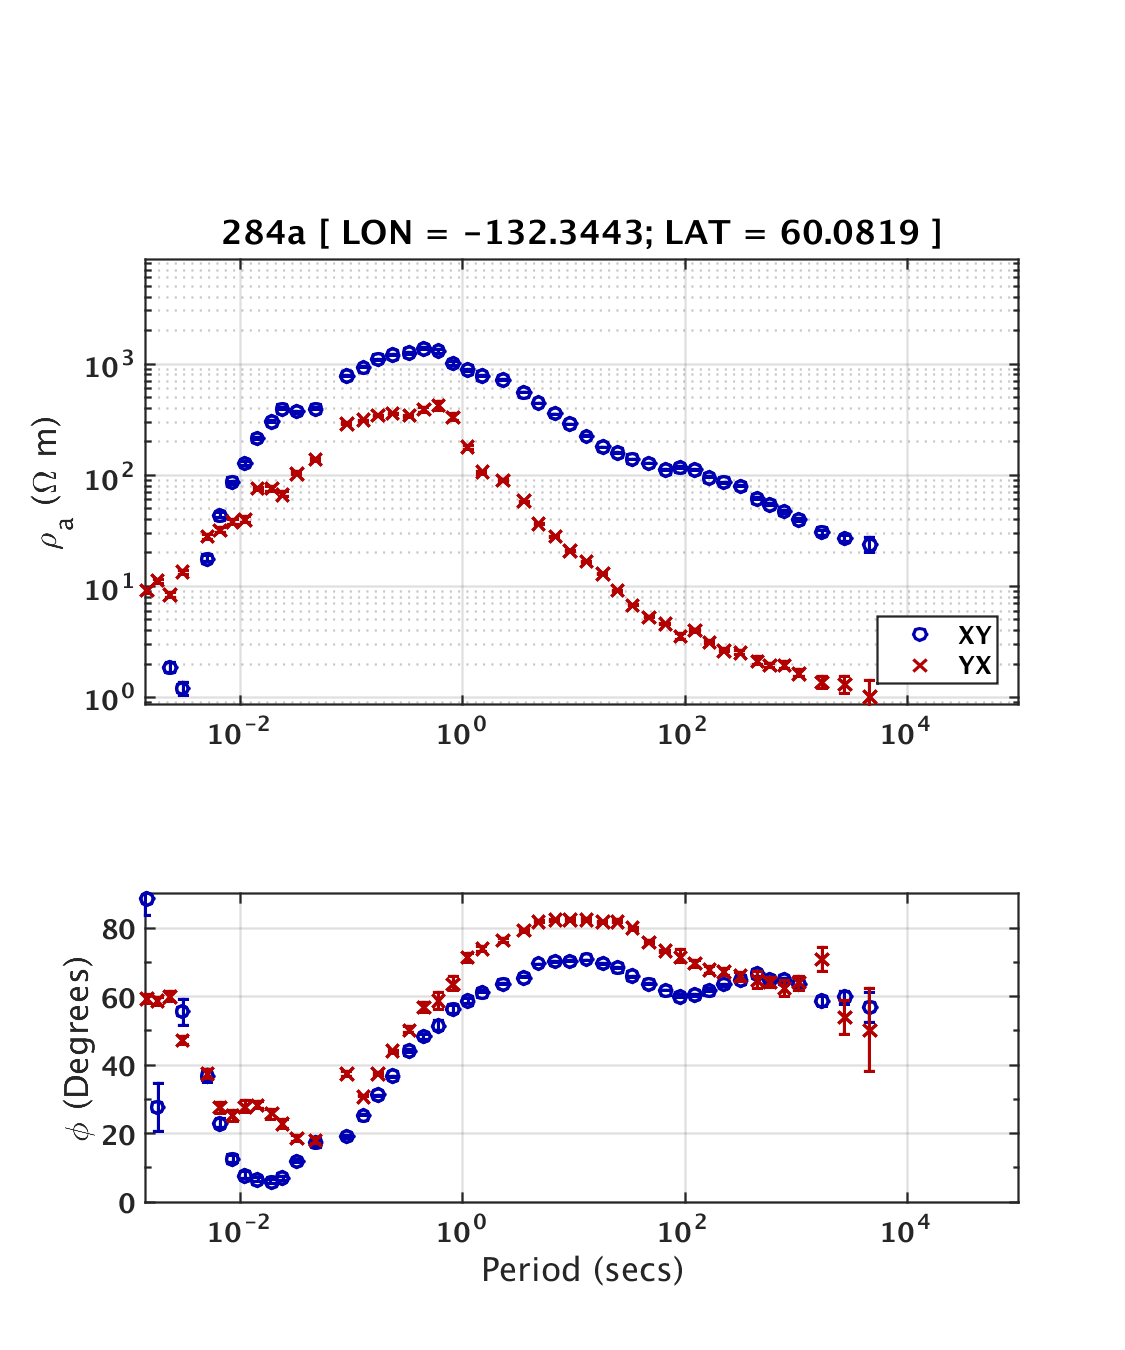 284a [ LON = -132.3443; LAT = 60.0819 ]
ρa (Ω m)
10^3
10^2
10^1
10^0
10^-2 10^0 10^2 10^4
XY
YX
ϕ (Degrees)
80
60
40
20
0
10^-2 10^0 10^2 10^4
Period (secs)